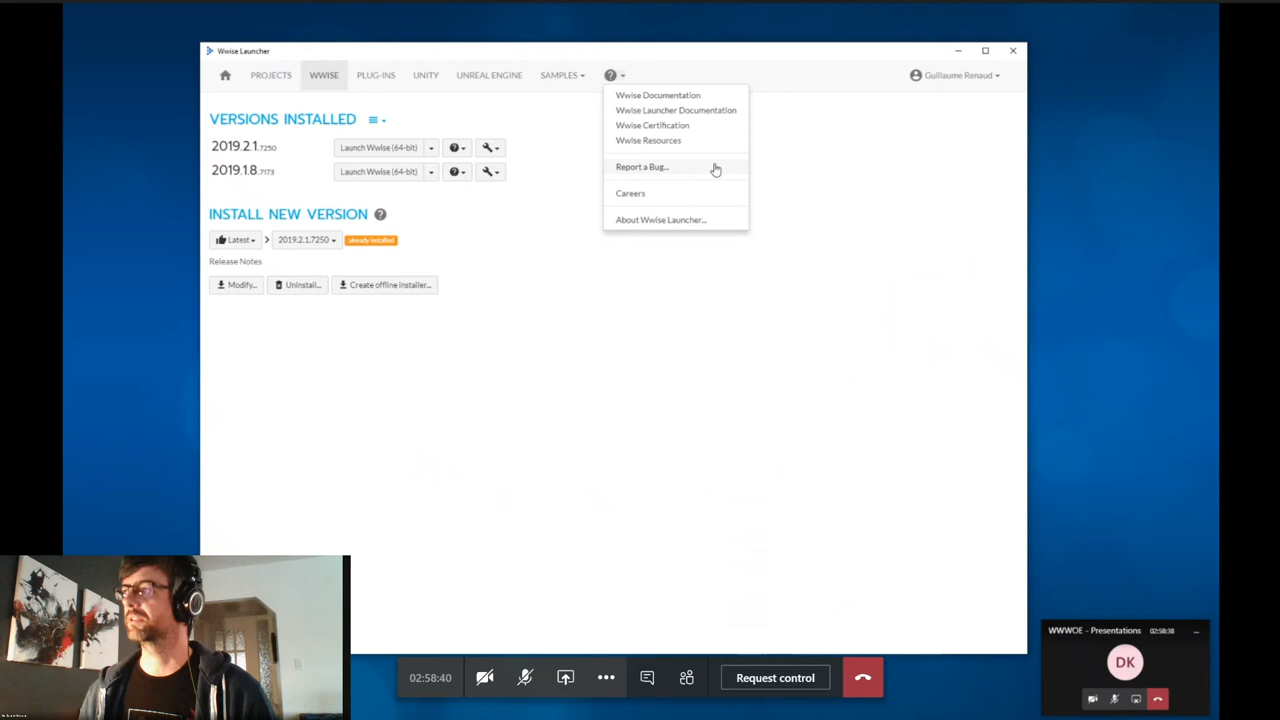 Wwise Launcher
PROJECTS WWISE PLUG-INS UNITY UNREAL ENGINE SAMPLES
Guillaume Renaud
Wwise Documentation
Wwise Launcher Documentation
Wwise Certification
Wwise Resources
Report a Bug...
Careers
About Wwise Launcher...
VERSIONS INSTALLED
2019.2.1.7250 Launch Wwise (64-bit)
2019.1.8.7173 Launch Wwise (64-bit)
INSTALL NEW VERSION
Latest 2019.2.1.7250 already installed
Release Notes
Modify... Uninstall... Create offline installer...
WWWOE - Presentations 02:58:38
DK
02:58:40 Request control